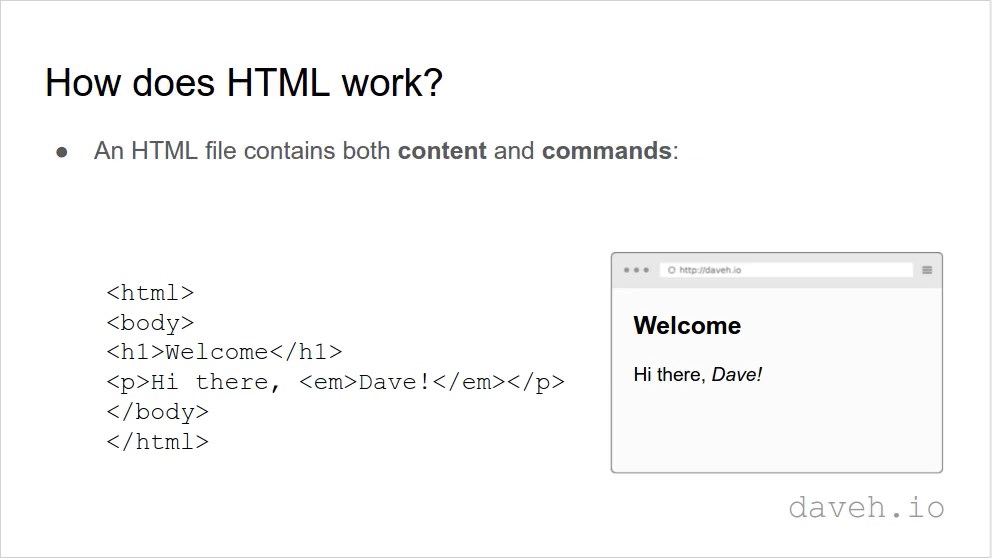 How does HTML work?
● An HTML file contains both content and commands:
<html>
<body>
<h1>Welcome</h1>
<p>Hi there, <em>Dave!</em></p>
</body>
</html>
http://daveh.io
Welcome
Hi there, Dave!
daveh.io